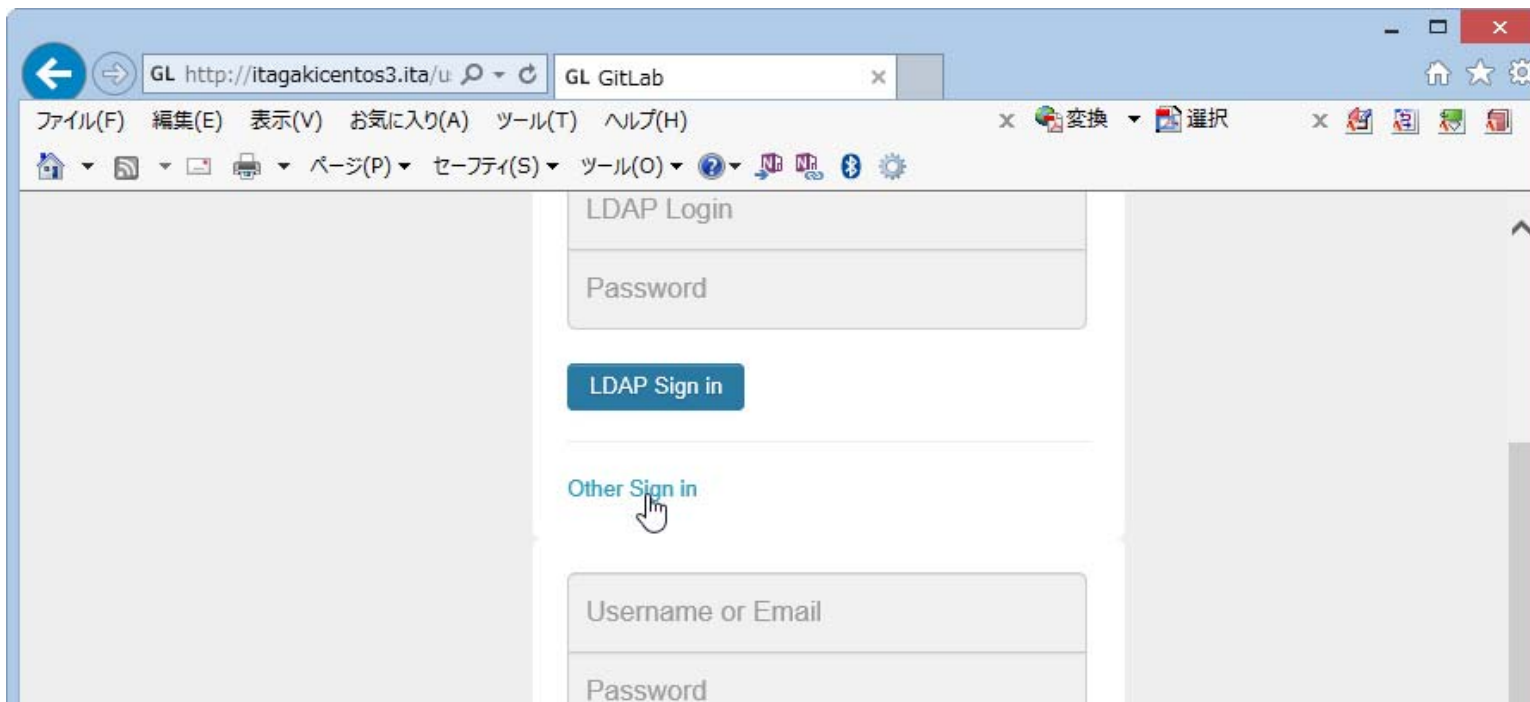 GL http://itagakicentos3.ita/u GL GitLab
ファイル(F) 編集(E) 表示(V) お気に入り(A) ツール(T) ヘルプ(H) 変換 選択
ページ(P) セーフティ(S) ツール(O)
LDAP Login
Password
LDAP Sign in
Other Sign in
Username or Email
Password